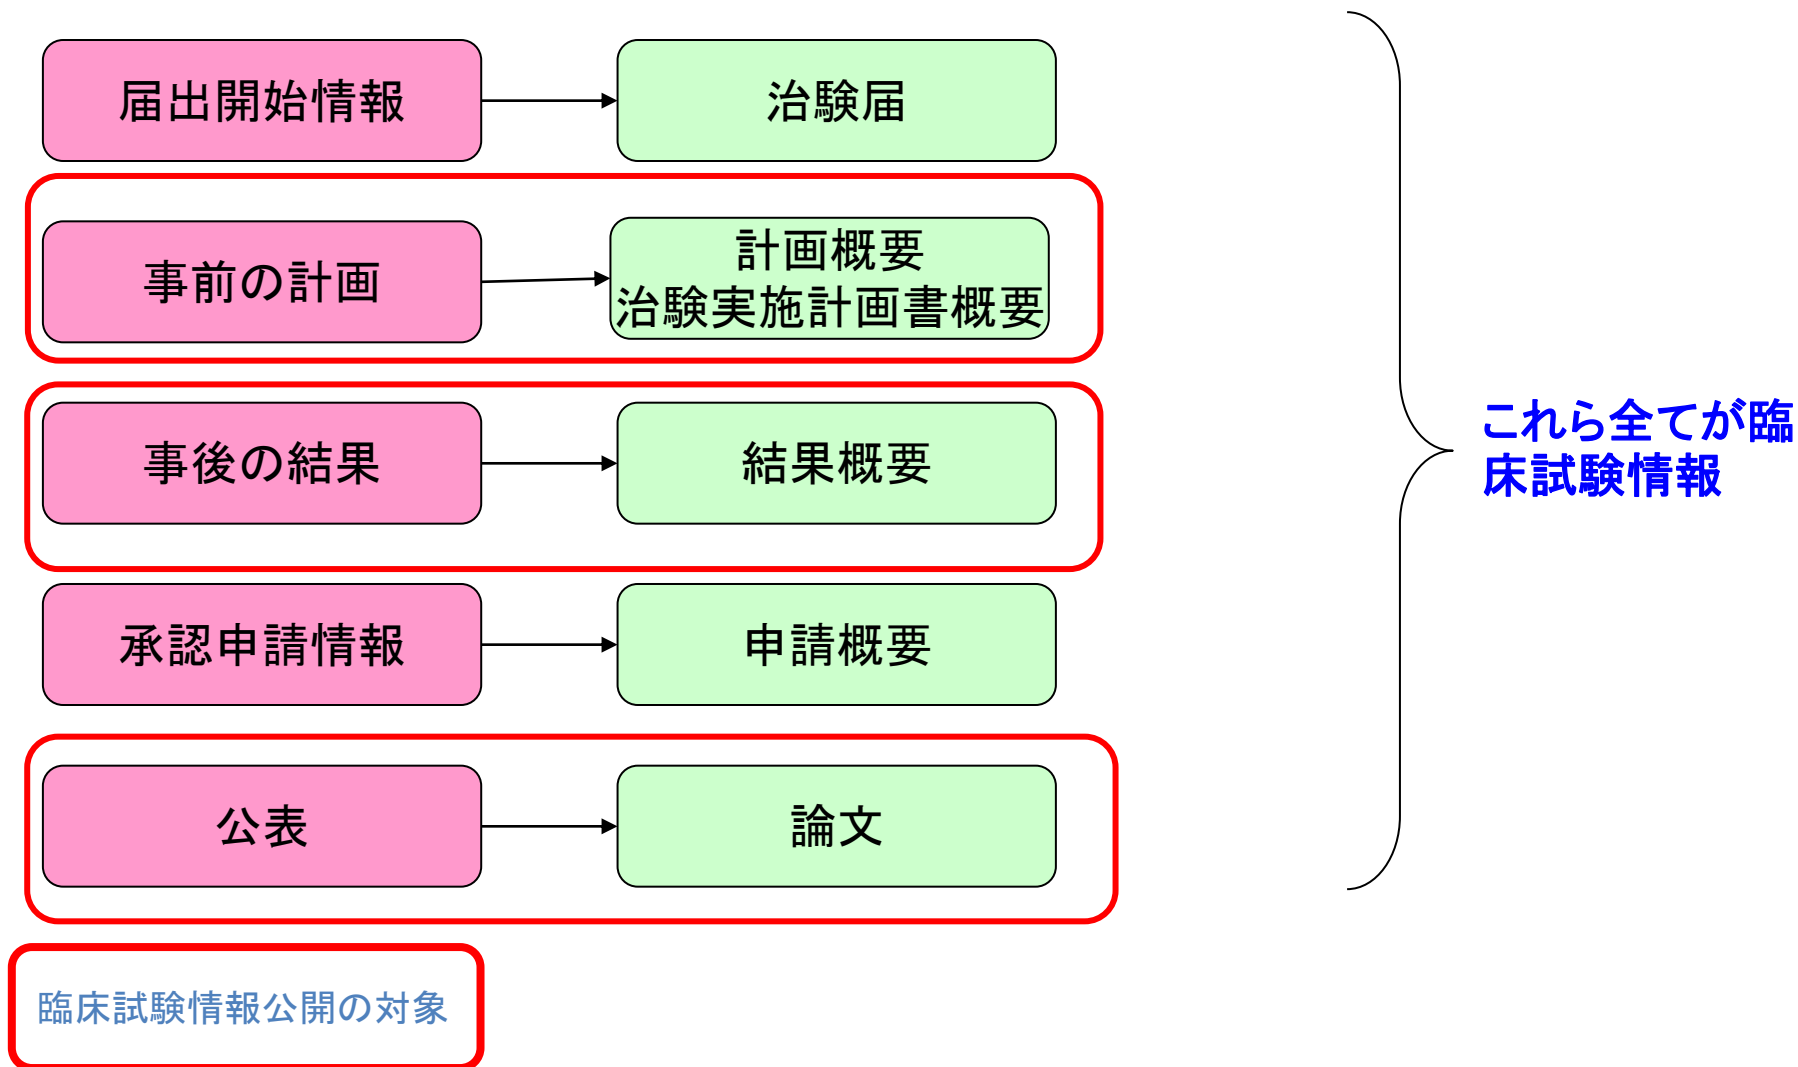 届出開始情報
治験届
事前の計画
計画概要
治験実施計画書概要
事後の結果
結果概要
これら全てが臨
床試験情報
承認申請情報
申請概要
公表
論文
臨床試験情報公開の対象